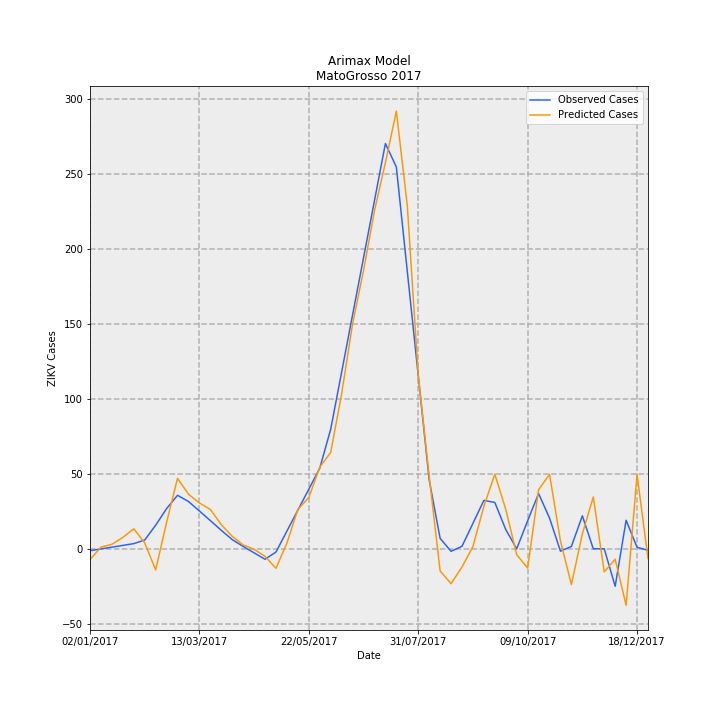 Arimax Model
MatoGrosso 2017
Observed Cases
Predicted Cases
300
250
200
150
100
50
0
−50
ZIKV Cases
02/01/2017 13/03/2017 22/05/2017 31/07/2017 09/10/2017 18/12/2017
Date